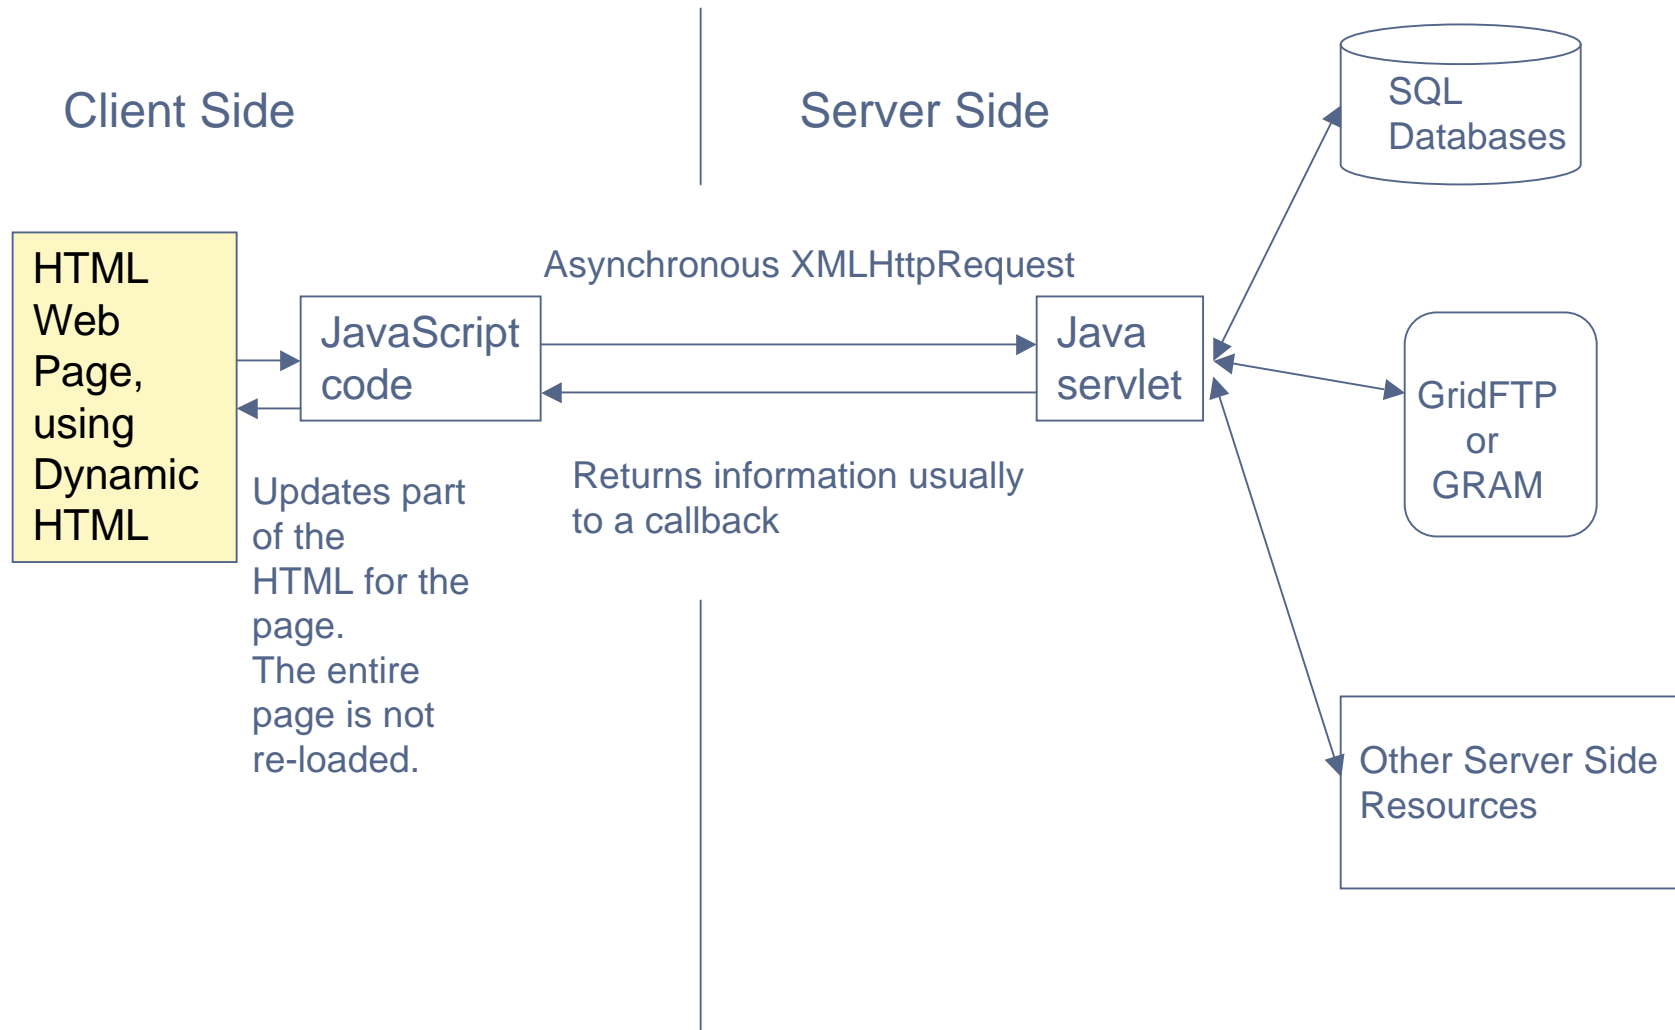 Client Side
Server Side
SQL
Databases
HTML
Web
Page,
using
Dynamic
HTML
JavaScript
code
Asynchronous XMLHttpRequest
Java
servlet
GridFTP
or
GRAM
Updates part
of the
HTML for the
page.
The entire
page is not
re-loaded.
Returns information usually
to a callback
Other Server Side
Resources